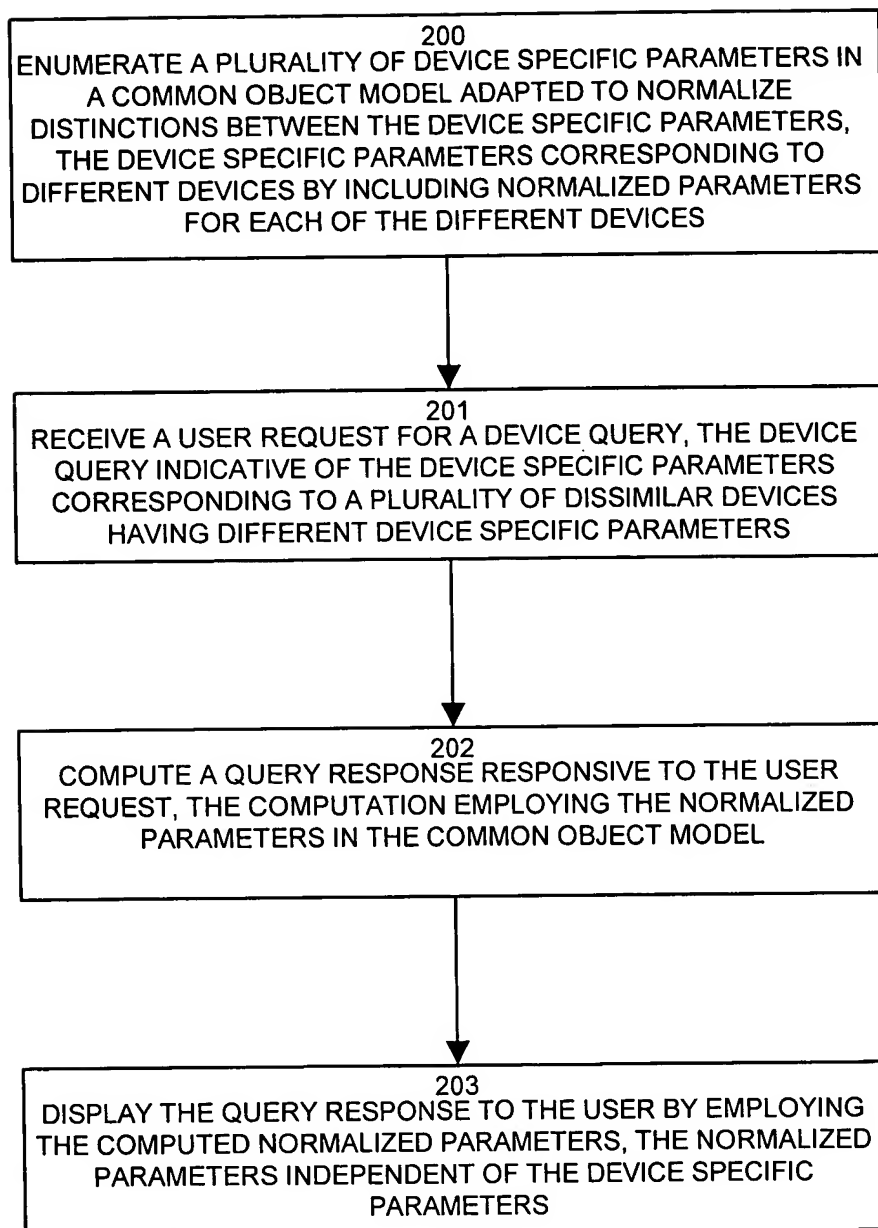 200
ENUMERATE A PLURALITY OF DEVICE SPECIFIC PARAMETERS IN
A COMMON OBJECT MODEL ADAPTED TO NORMALIZE
DISTINCTIONS BETWEEN THE DEVICE SPECIFIC PARAMETERS,
THE DEVICE SPECIFIC PARAMETERS CORRESPONDING TO
DIFFERENT DEVICES BY INCLUDING NORMALIZED PARAMETERS
FOR EACH OF THE DIFFERENT DEVICES
201
RECEIVE A USER REQUEST FOR A DEVICE QUERY, THE DEVICE
QUERY INDICATIVE OF THE DEVICE SPECIFIC PARAMETERS
CORRESPONDING TO A PLURALITY OF DISSIMILAR DEVICES
HAVING DIFFERENT DEVICE SPECIFIC PARAMETERS
202
COMPUTE A QUERY RESPONSE RESPONSIVE TO THE USER
REQUEST, THE COMPUTATION EMPLOYING THE NORMALIZED
PARAMETERS IN THE COMMON OBJECT MODEL
203
DISPLAY THE QUERY RESPONSE TO THE USER BY EMPLOYING
THE COMPUTED NORMALIZED PARAMETERS, THE NORMALIZED
PARAMETERS INDEPENDENT OF THE DEVICE SPECIFIC
PARAMETERS